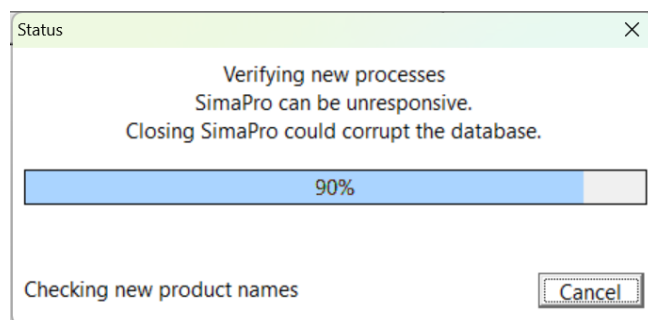 Status
Verifying new processes
SimaPro can be unresponsive.
Closing SimaPro could corrupt the database.
90%
Checking new product names
Cancel